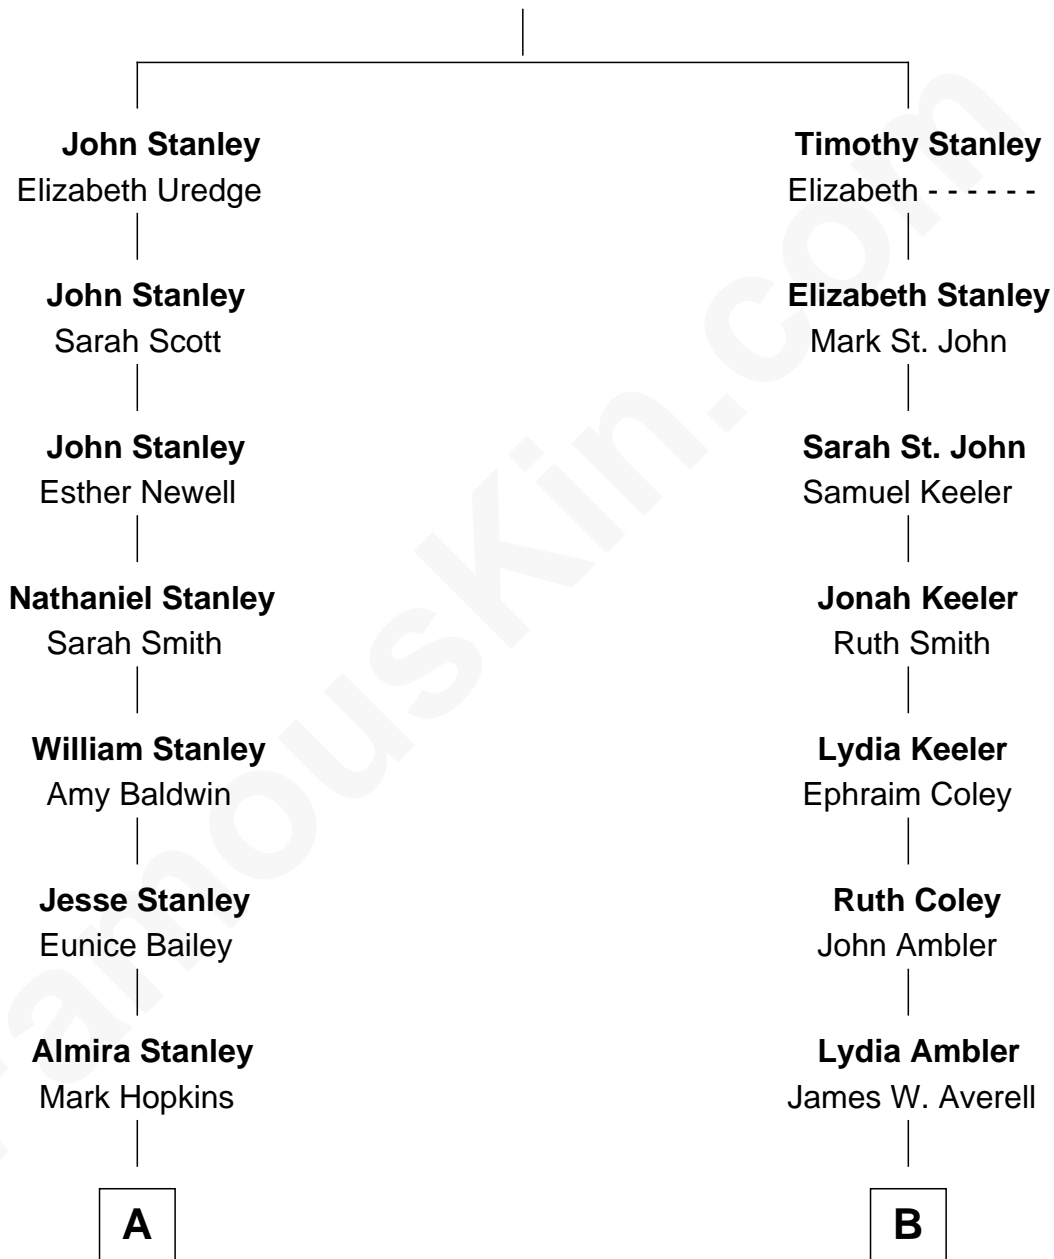 John Stanley
Elizabeth Uredge
John Stanley
Sarah Scott
John Stanley
Esther Newell
Nathaniel Stanley
Sarah Smith
William Stanley
Amy Baldwin
Jesse Stanley
Eunice Bailey
Almira Stanley
Mark Hopkins
A
Timothy Stanley
Elizabeth - - - - - -
Elizabeth Stanley
Mark St. John
Sarah St. John
Samuel Keeler
Jonah Keeler
Ruth Smith
Lydia Keeler
Ephraim Coley
Ruth Coley
John Ambler
Lydia Ambler
James W. Averell
B
FamousKin.com